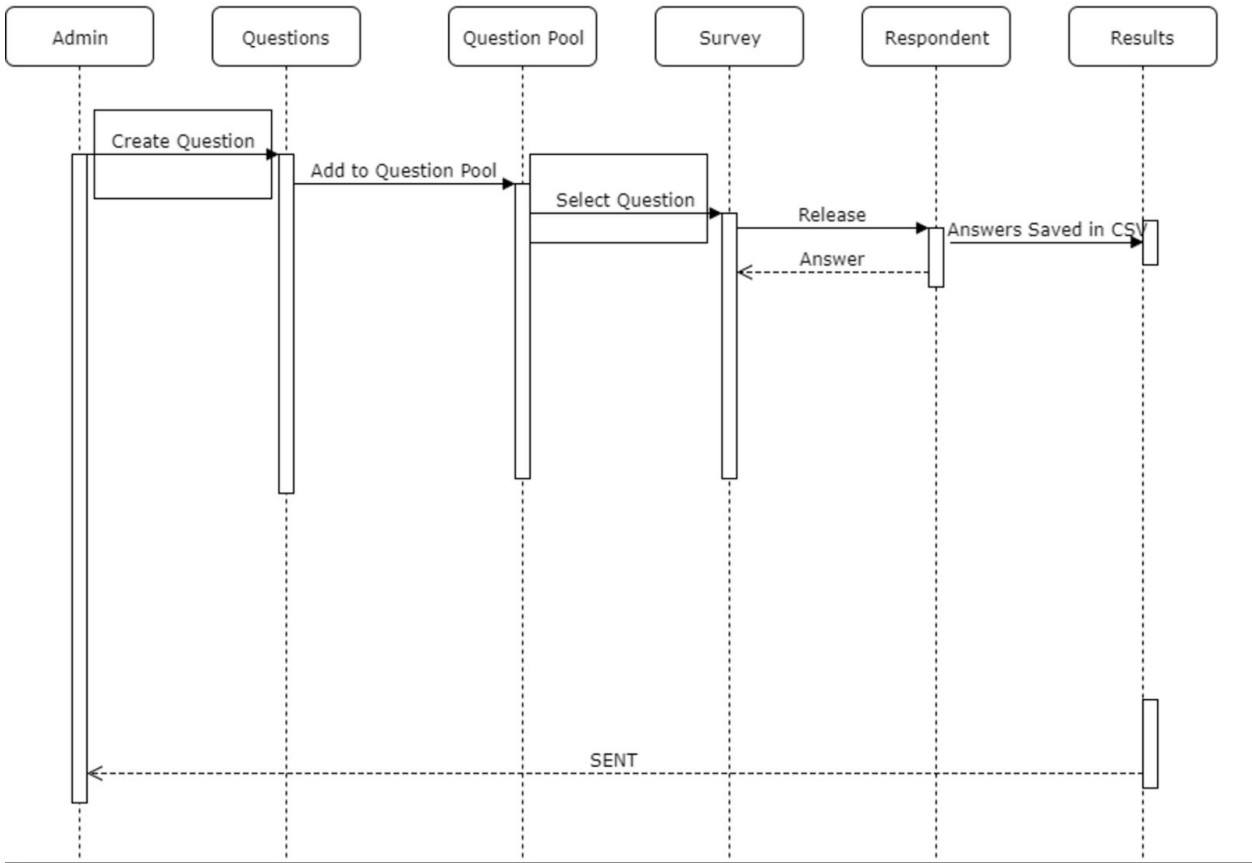 Admin
Questions
Question Pool
Survey
Respondent
Results
Create Question
Add to Question Pool
Select Question
Release
Answers Saved in CSV
Answer
SENT